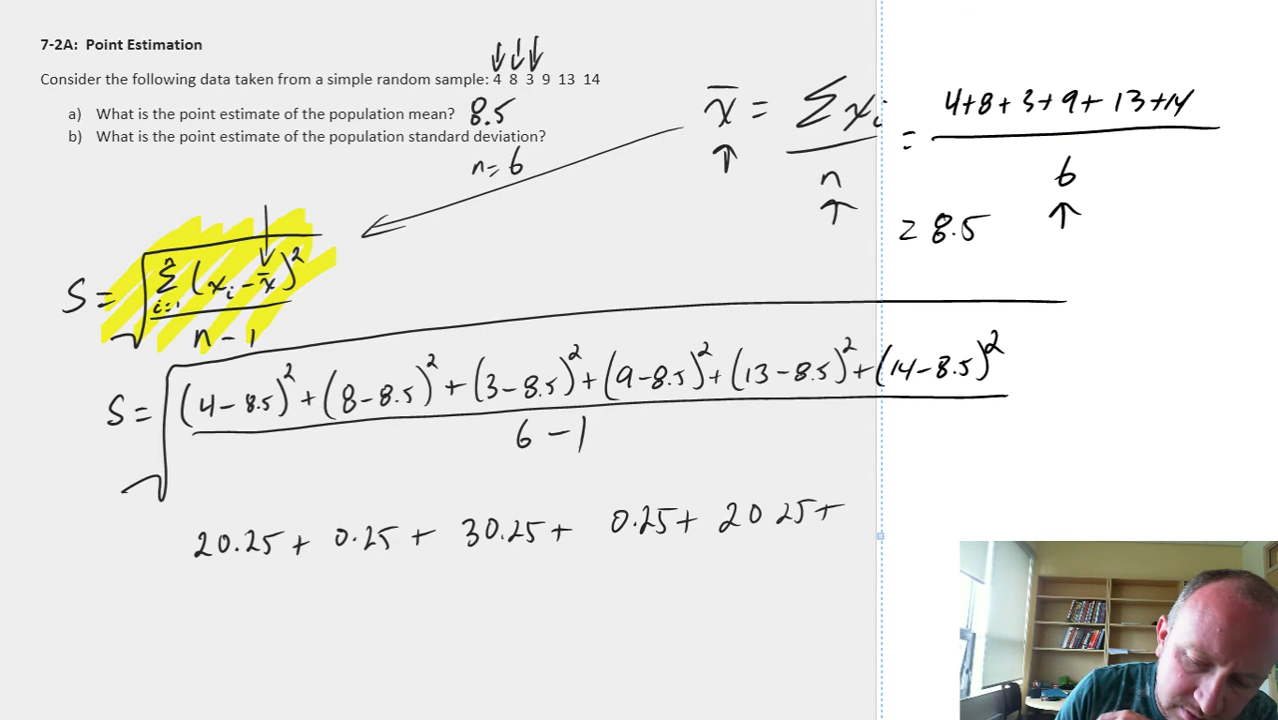 7-2A: Point Estimation
Consider the following data taken from a simple random sample: 4 8 3 9 13 14
a) What is the point estimate of the population mean? 8.5
b) What is the point estimate of the population standard deviation?
n= 6
x̄ = Σxᵢ / n = 4+8+3+9+13+14 / 6
= 8.5
S = √ Σ (xᵢ - x̄)² / n-1
n
i=1
S = √ (4-8.5)² + (8-8.5)² + (3-8.5)² + (9-8.5)² + (13-8.5)² + (14-8.5)² / 6-1
20.25 + 0.25 + 30.25 + 0.25 + 20 25 +